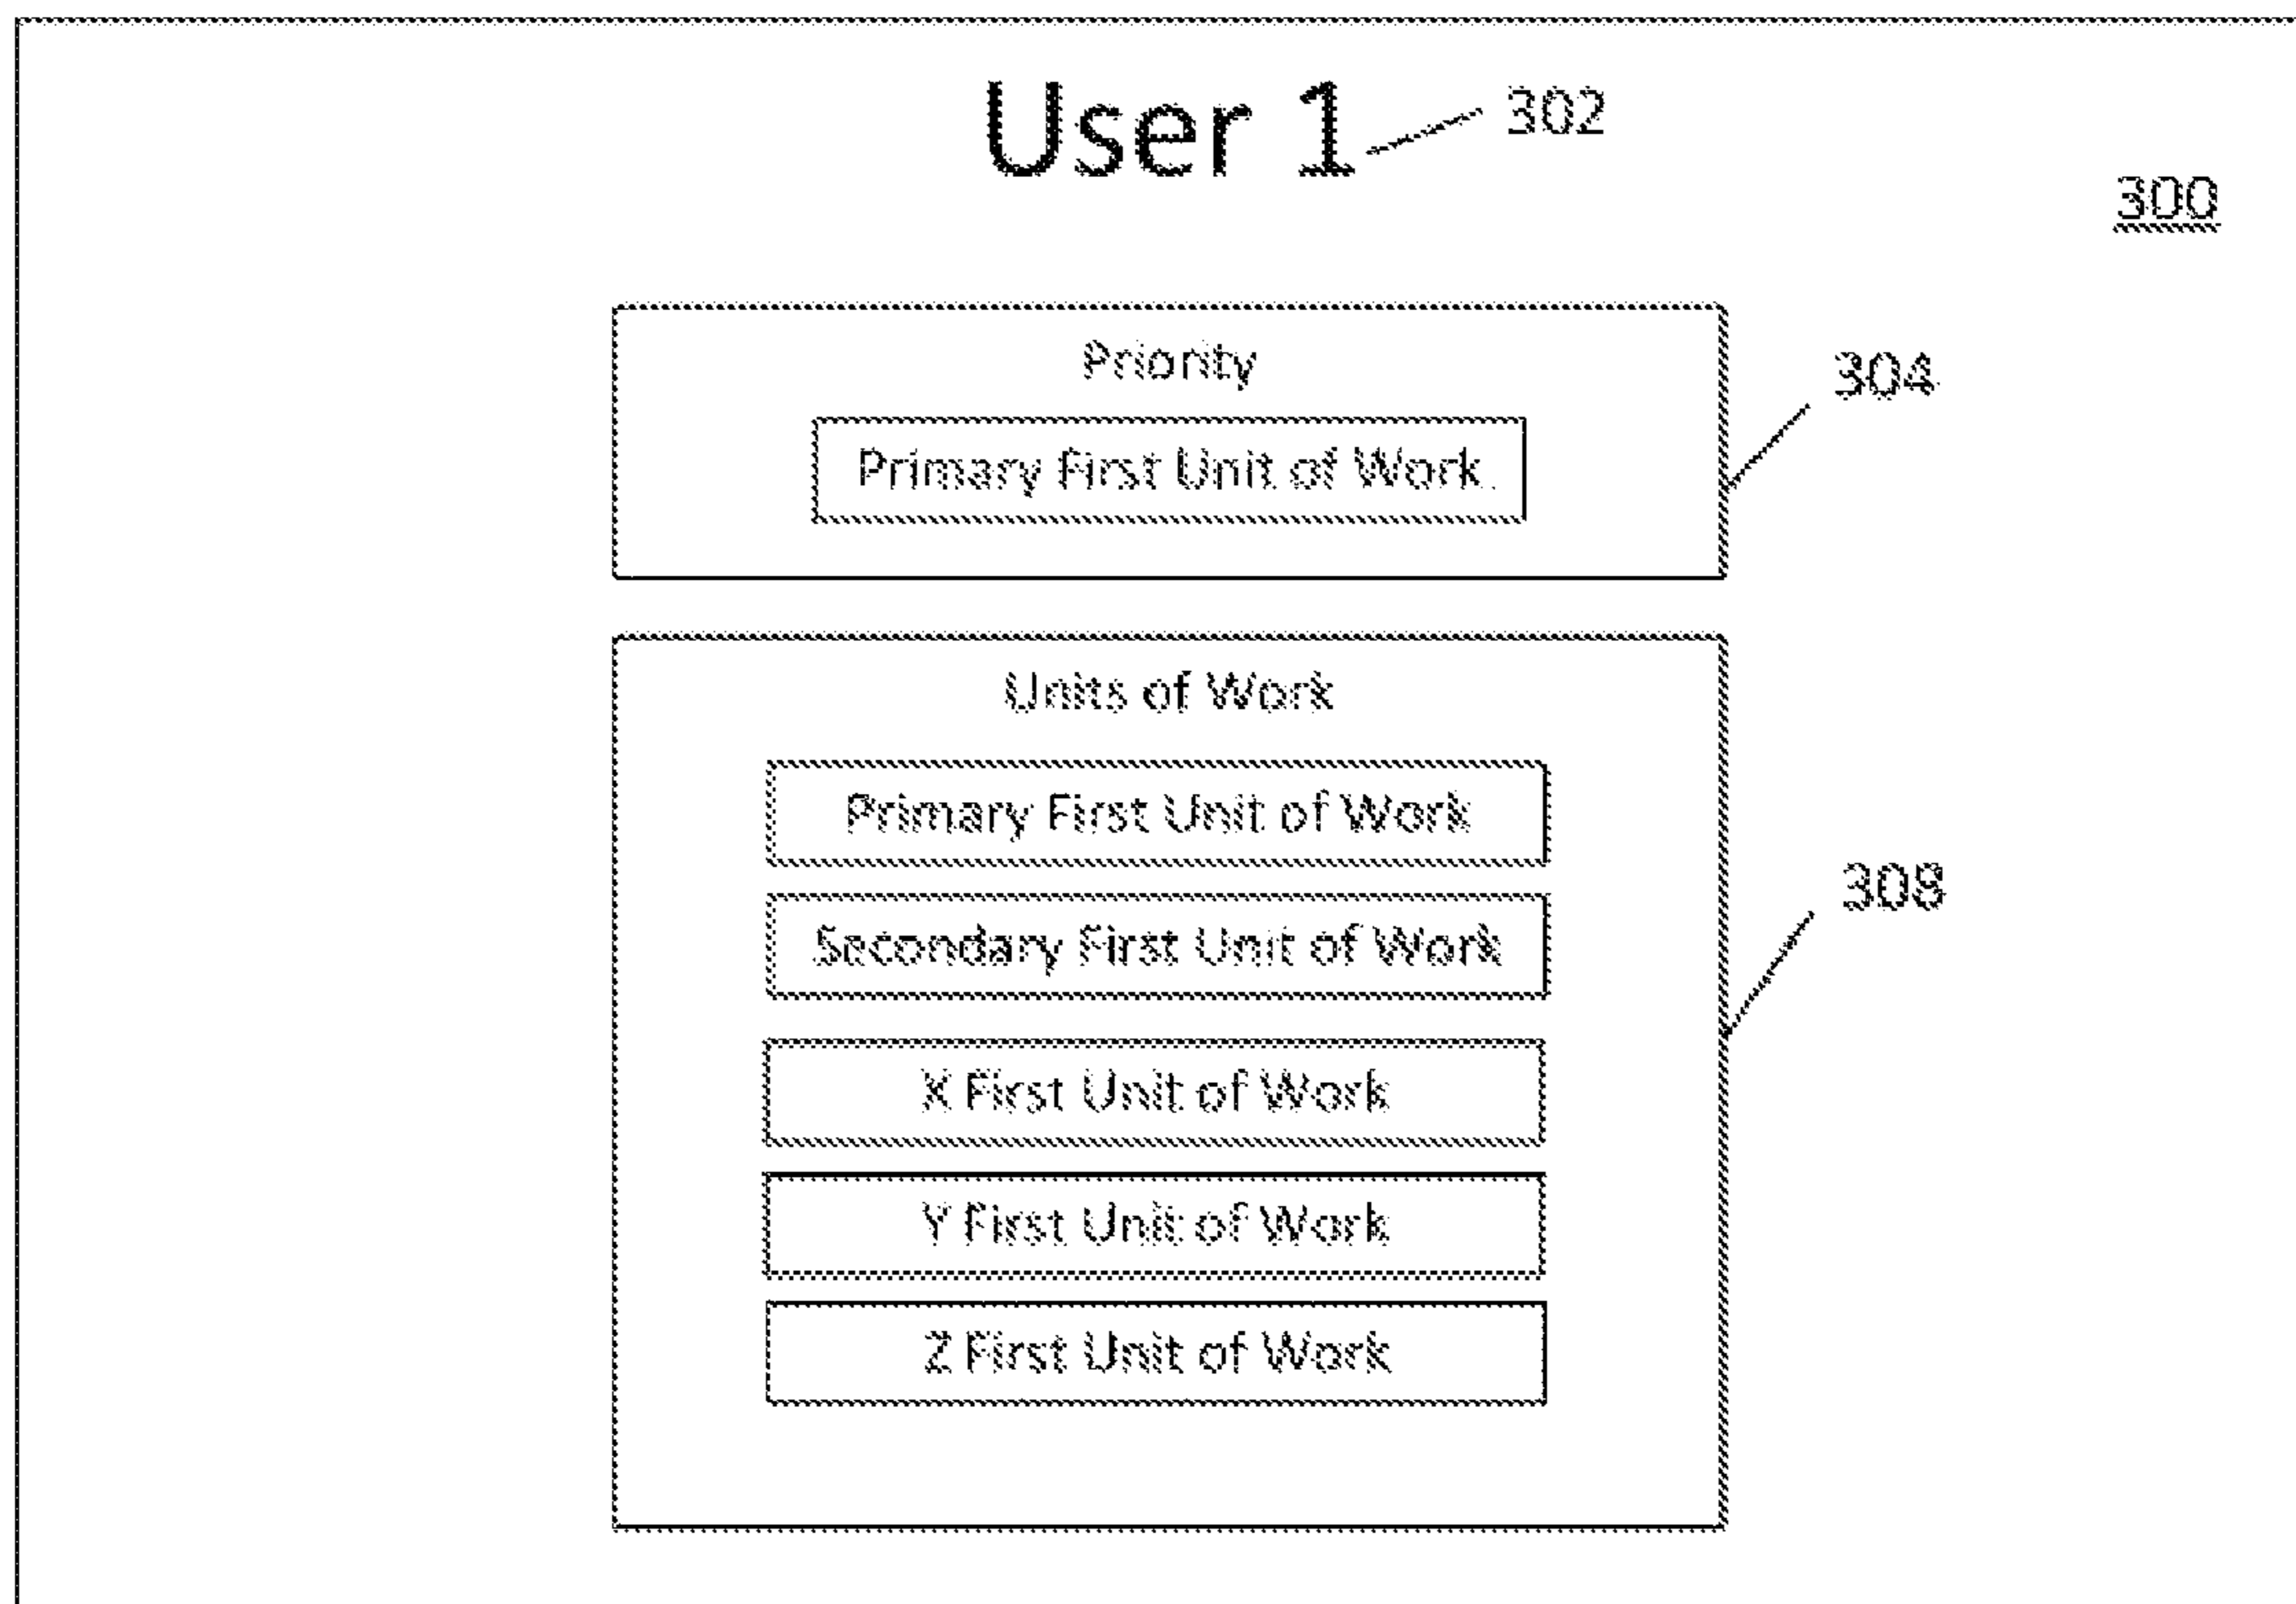 User 1 302
300
Priority
304
Primary First Unit of Work
Units of Work
Primary First Unit of Work
308
Secondary First Unit of Work
X First Unit of Work
Y First Unit of Work
Z First Unit of Work